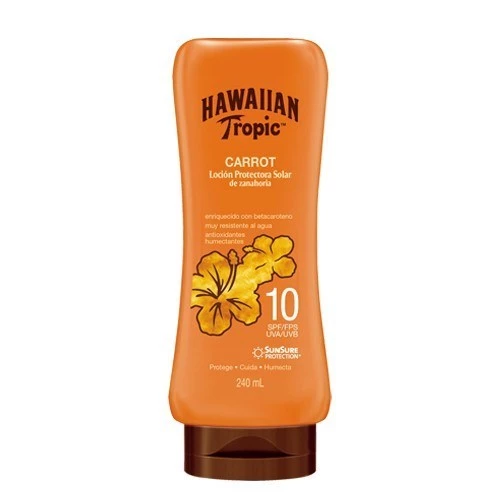 HAWAIIAN
Tropic™
CARROT
Loción Protectora Solar
de zanahoria
enriquecido con betacaroteno
muy resistente al agua
antioxidantes
humectantes
10
SPF/FPS
UVA/UVB
SUNSURE
PROTECTION
Protege • Cuida • Humecta
240 mL